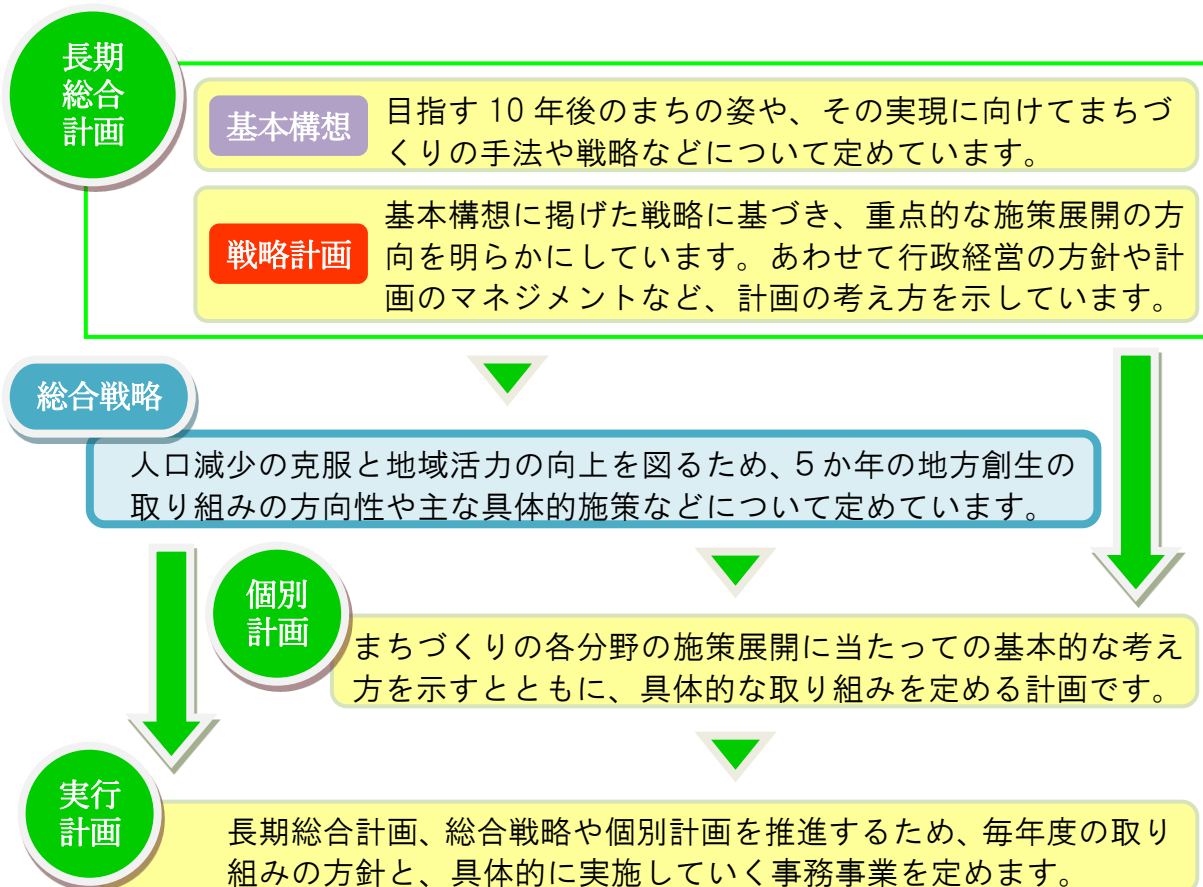 長期
総合
計画
基本構想
目指す 10 年後のまちの姿や、その実現に向けてまちづ
くりの手法や戦略などについて定めています。
戦略計画
基本構想に掲げた戦略に基づき、重点的な施策展開の方
向を明らかにしています。あわせて行政経営の方針や計
画のマネジメントなど、計画の考え方を示しています。
総合戦略
人口減少の克服と地域活力の向上を図るため、5か年の地方創生の
取り組みの方向性や主な具体的施策などについて定めています。
個別
計画
まちづくりの各分野の施策展開に当たっての基本的な考え
方を示すとともに、具体的な取り組みを定める計画です。
実行
計画
長期総合計画、総合戦略や個別計画を推進するため、毎年度の取り
組みの方針と、具体的に実施していく事務事業を定めます。